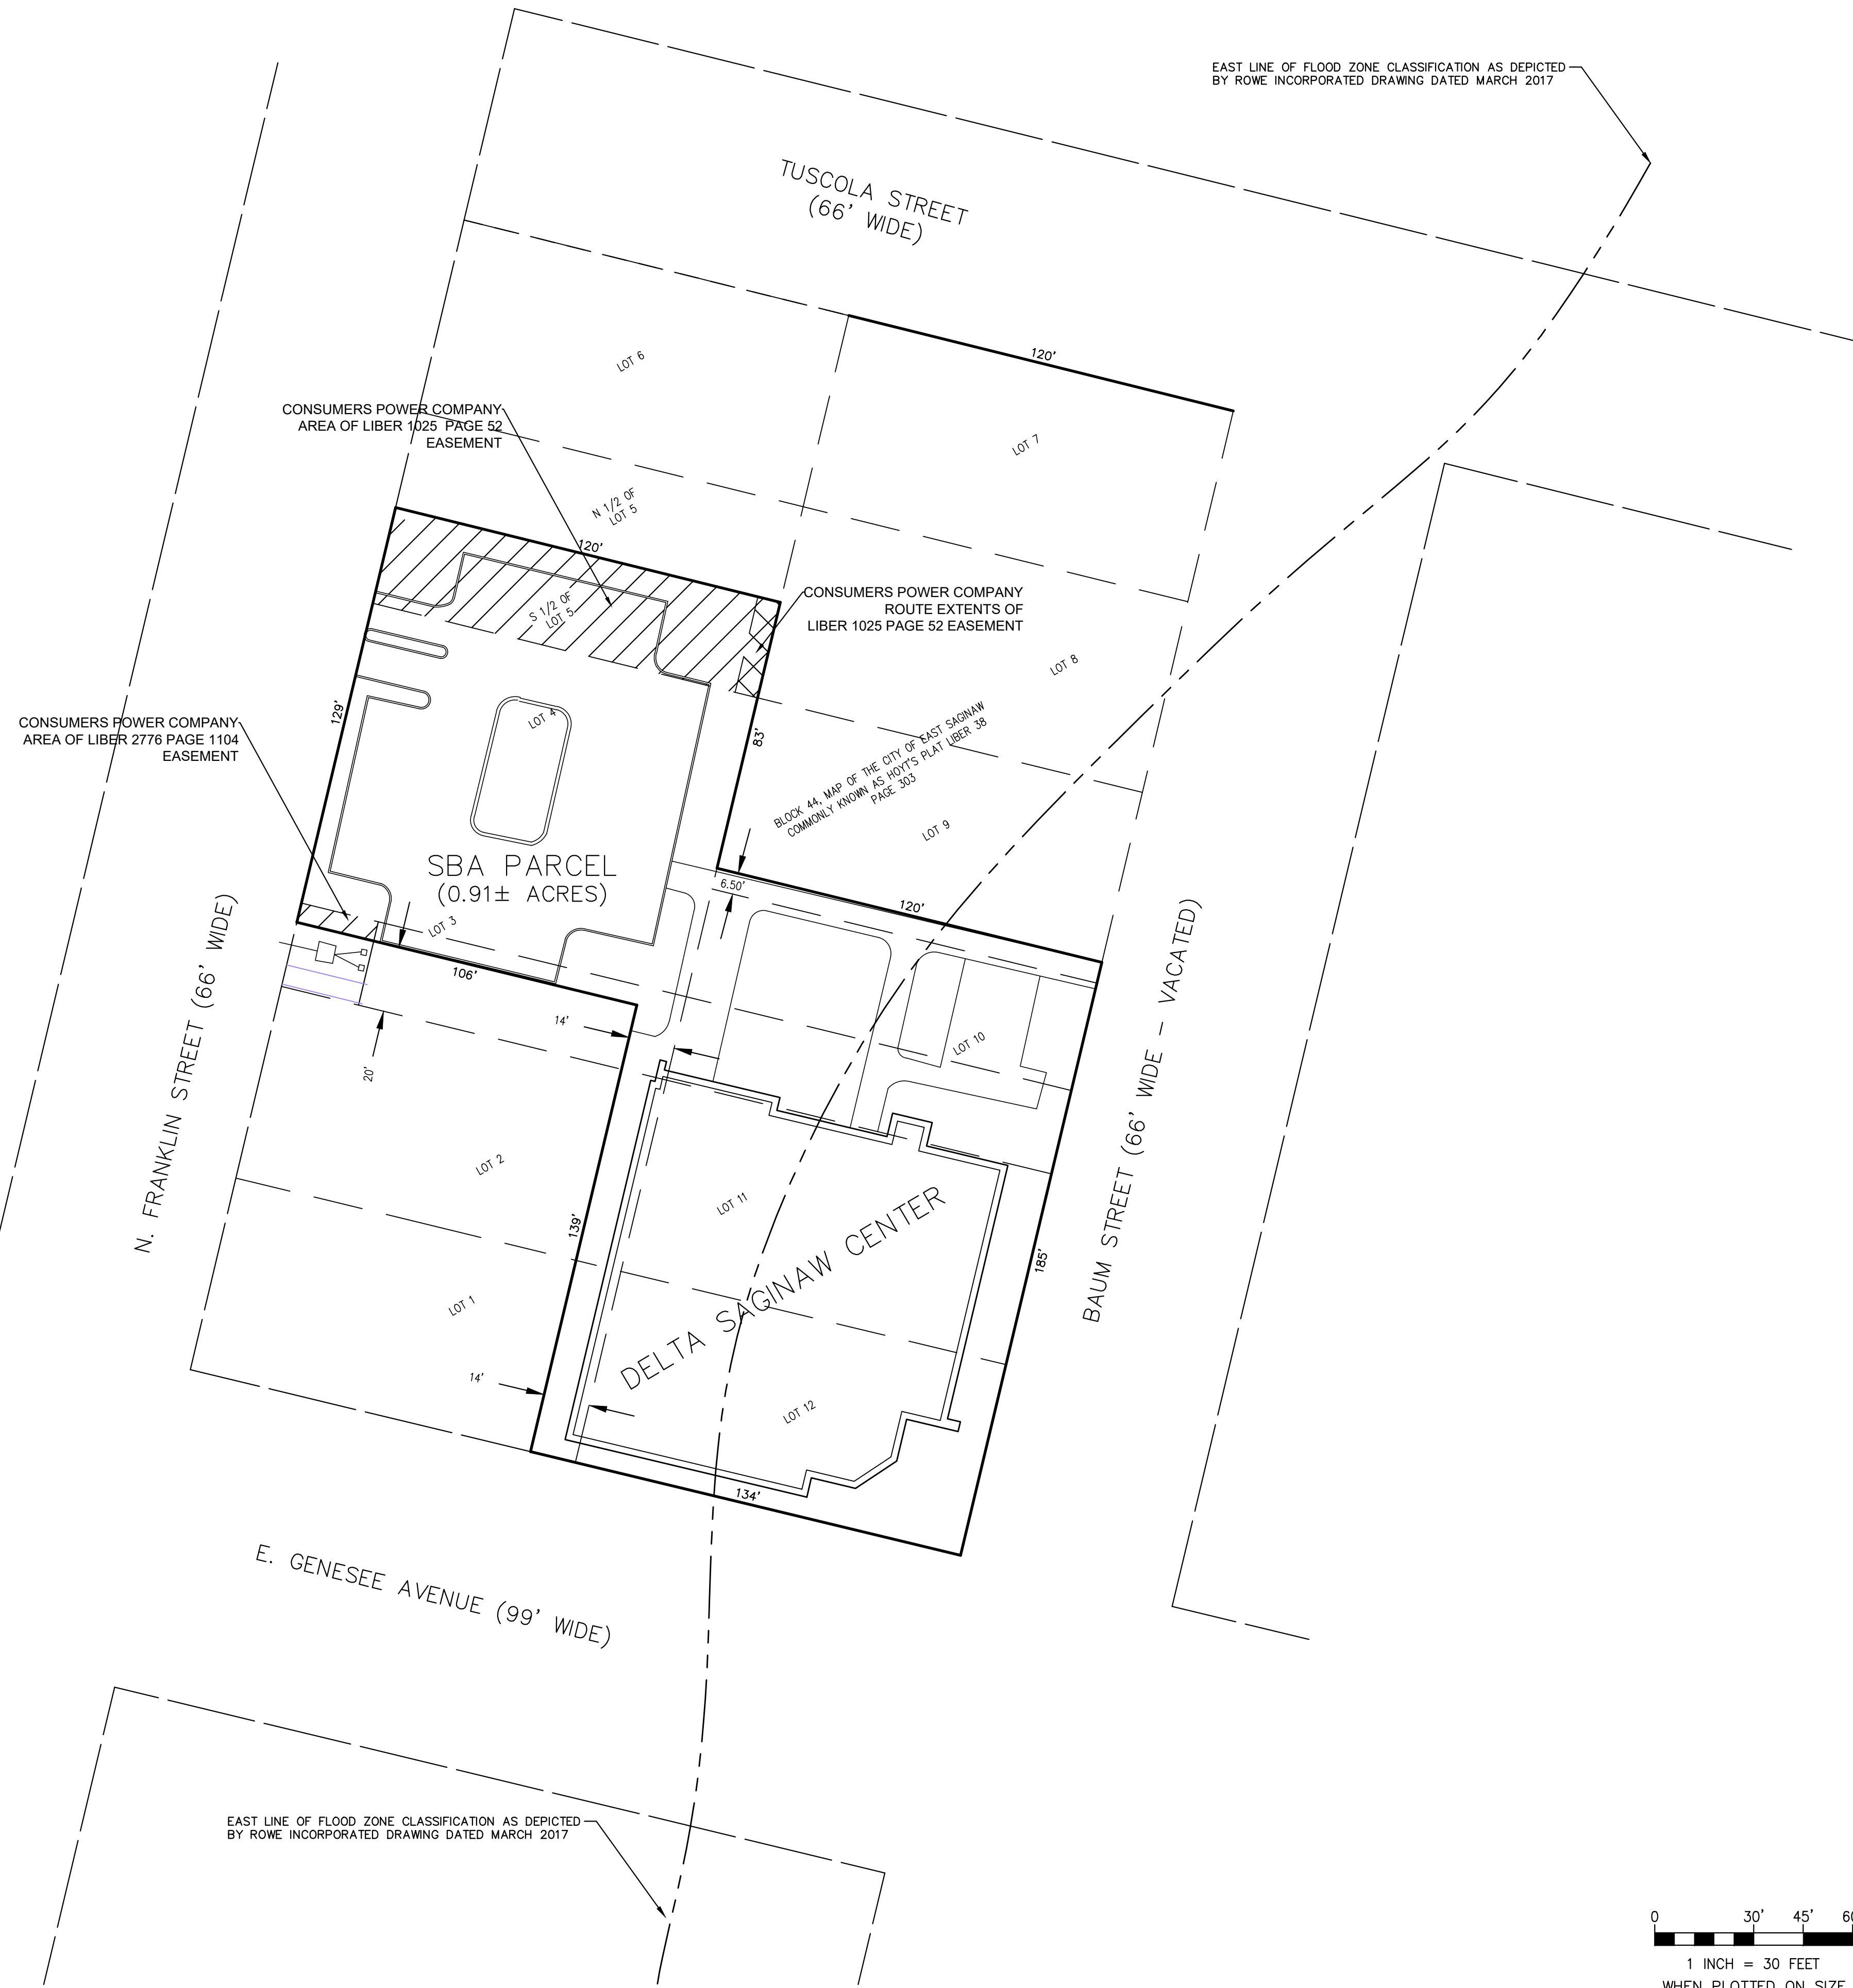 EAST LINE OF FLOOD ZONE CLASSIFICATION AS DEPICTED
BY ROWE INCORPORATED DRAWING DATED MARCH 2017
TUSCOLA STREET
(66' WIDE)
120'
LOT 6
CONSUMERS POWER COMPANY
AREA OF LIBER 1025 PAGE 52
EASEMENT
LOT 7
N 1/2 OF
LOT 5
120'
S 1/2 OF
LOT 5
CONSUMERS POWER COMPANY
ROUTE EXTENTS OF
LIBER 1025 PAGE 52 EASEMENT
LOT 8
129'
LOT 4
83'
CONSUMERS POWER COMPANY
AREA OF LIBER 2776 PAGE 1104
EASEMENT
BLOCK 44, MAP OF THE CITY OF EAST SAGINAW
COMMONLY KNOWN AS HOYT'S PLAT LIBER 38
PAGE 303
LOT 9
SBA PARCEL
(0.91± ACRES)
6.50'
120'
LOT 3
106'
14'
20'
LOT 10
N. FRANKLIN STREET (66' WIDE)
BAUM STREET (66' WIDE - VACATED)
LOT 2
LOT 11
139'
185'
DELTA SAGINAW CENTER
LOT 1
14'
LOT 12
134'
E. GENESEE AVENUE (99' WIDE)
EAST LINE OF FLOOD ZONE CLASSIFICATION AS DEPICTED
BY ROWE INCORPORATED DRAWING DATED MARCH 2017
0 30' 45'
1 INCH = 30 FEET
WHEN PLOTTED ON SIZE